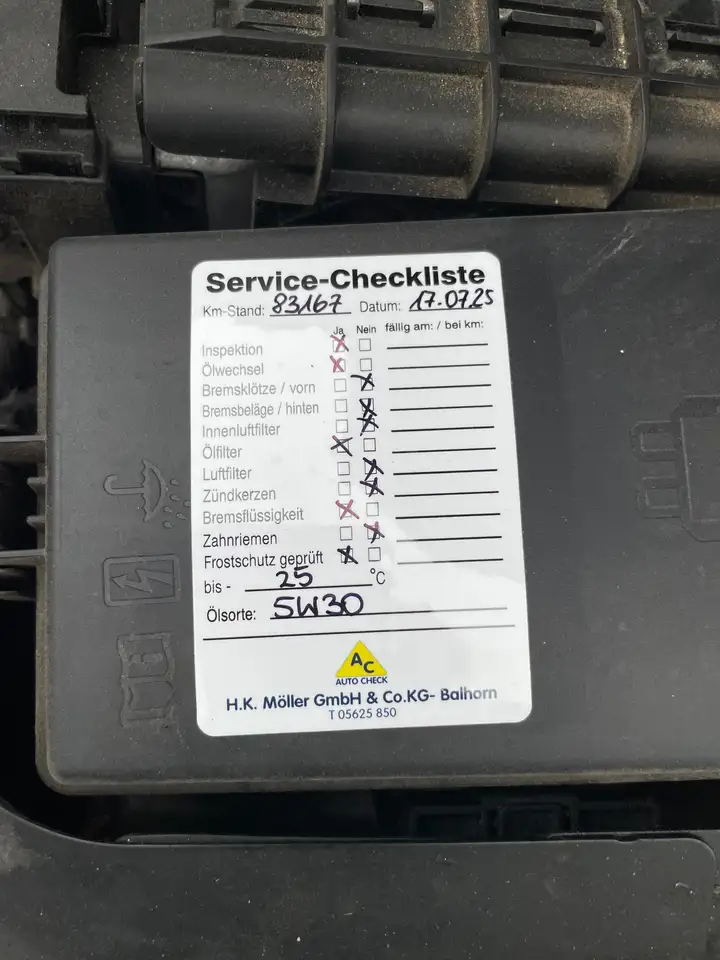 Service-Checkliste
Km-Stand: 83167 Datum: 17.07.25
Ja Nein fällig am: / bei km:
Inspektion
Ölwechsel
Bremsklötze / vorn
Bremsbeläge / hinten
Innenluftfilter
Ölfilter
Luftfilter
Zündkerzen
Bremsflüssigkeit
Zahnriemen
Frostschutz geprüft
bis - 25 °C
Ölsorte: 5W30
AC
AUTO CHECK
H.K. Möller GmbH & Co.KG- Balhorn
T 05625 850